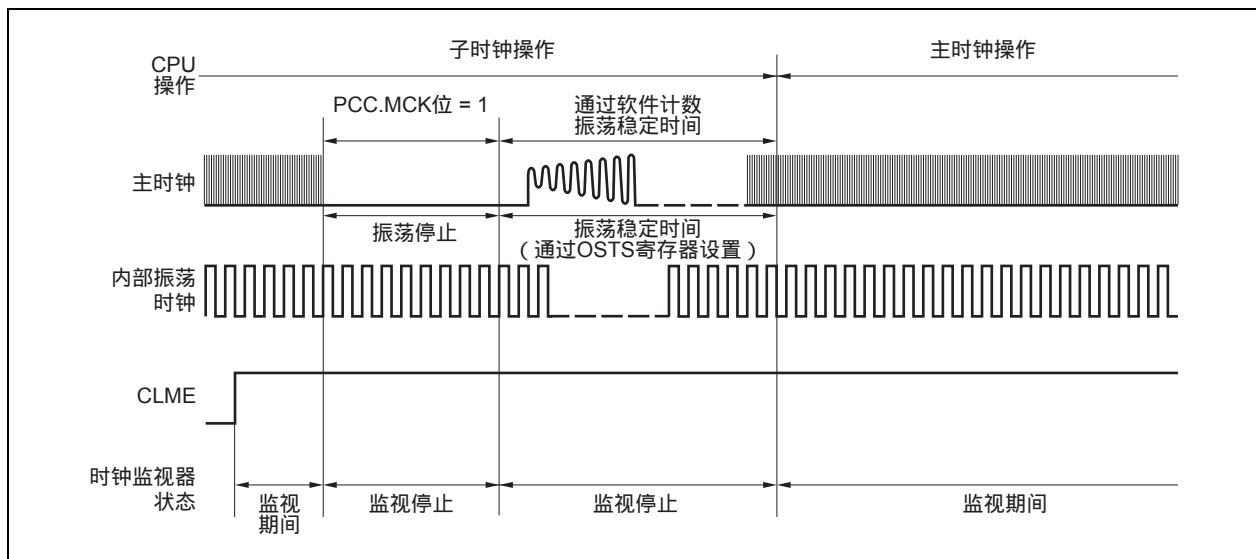 子时钟操作
主时钟操作
CPU
操作
PCC.MCK位 = 1
通过软件计数
振荡稳定时间
主时钟
振荡停止
振荡稳定时间
（通过OSTS寄存器设置）
内部振荡
时钟
CLME
时钟监视器
状态
监视
期间
监视停止
监视停止
监视期间